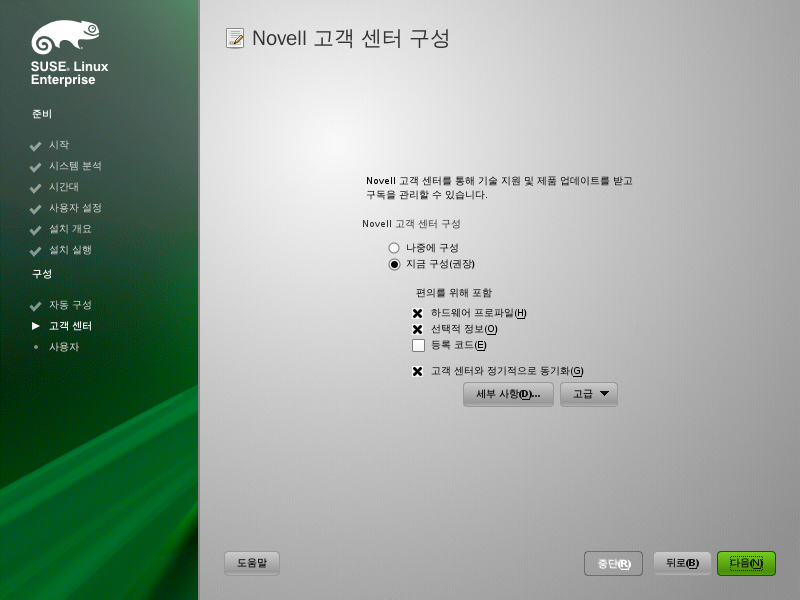 SUSE. Linux
Enterprise
준비
시작
시스템 분석
시간대
사용자 설정
설치 개요
설치 실행
구성
자동 구성
고객 센터
사용자
Novell 고객 센터 구성
Novell 고객 센터를 통해 기술 지원 및 제품 업데이트를 받고
구독을 관리할 수 있습니다.
Novell 고객 센터 구성
나중에 구성
지금 구성(권장)
편의를 위해 포함
하드웨어 프로파일(H)
선택적 정보(O)
등록 코드(E)
고객 센터와 정기적으로 동기화(G)
세부 사항(D)... 고급
도움말 중단(R) 뒤로(B) 다음(N)